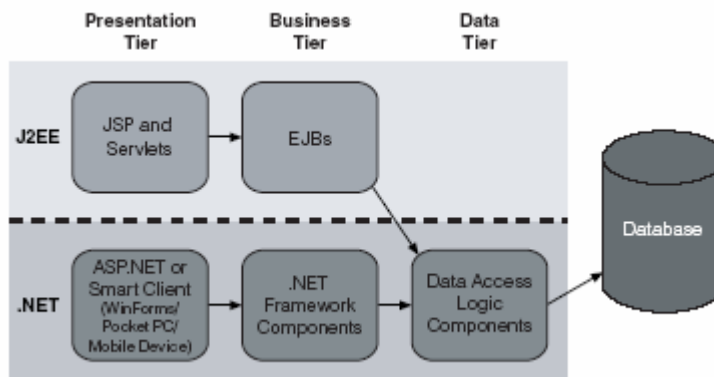 Presentation
Tier
Business
Tier
Data
Tier
J2EE
JSP and
Servlets
EJBs
Database
.NET
ASP.NET or
Smart Client
(WinForms/
Pocket PC/
Mobile Device)
.NET
Framework
Components
Data Access
Logic
Components